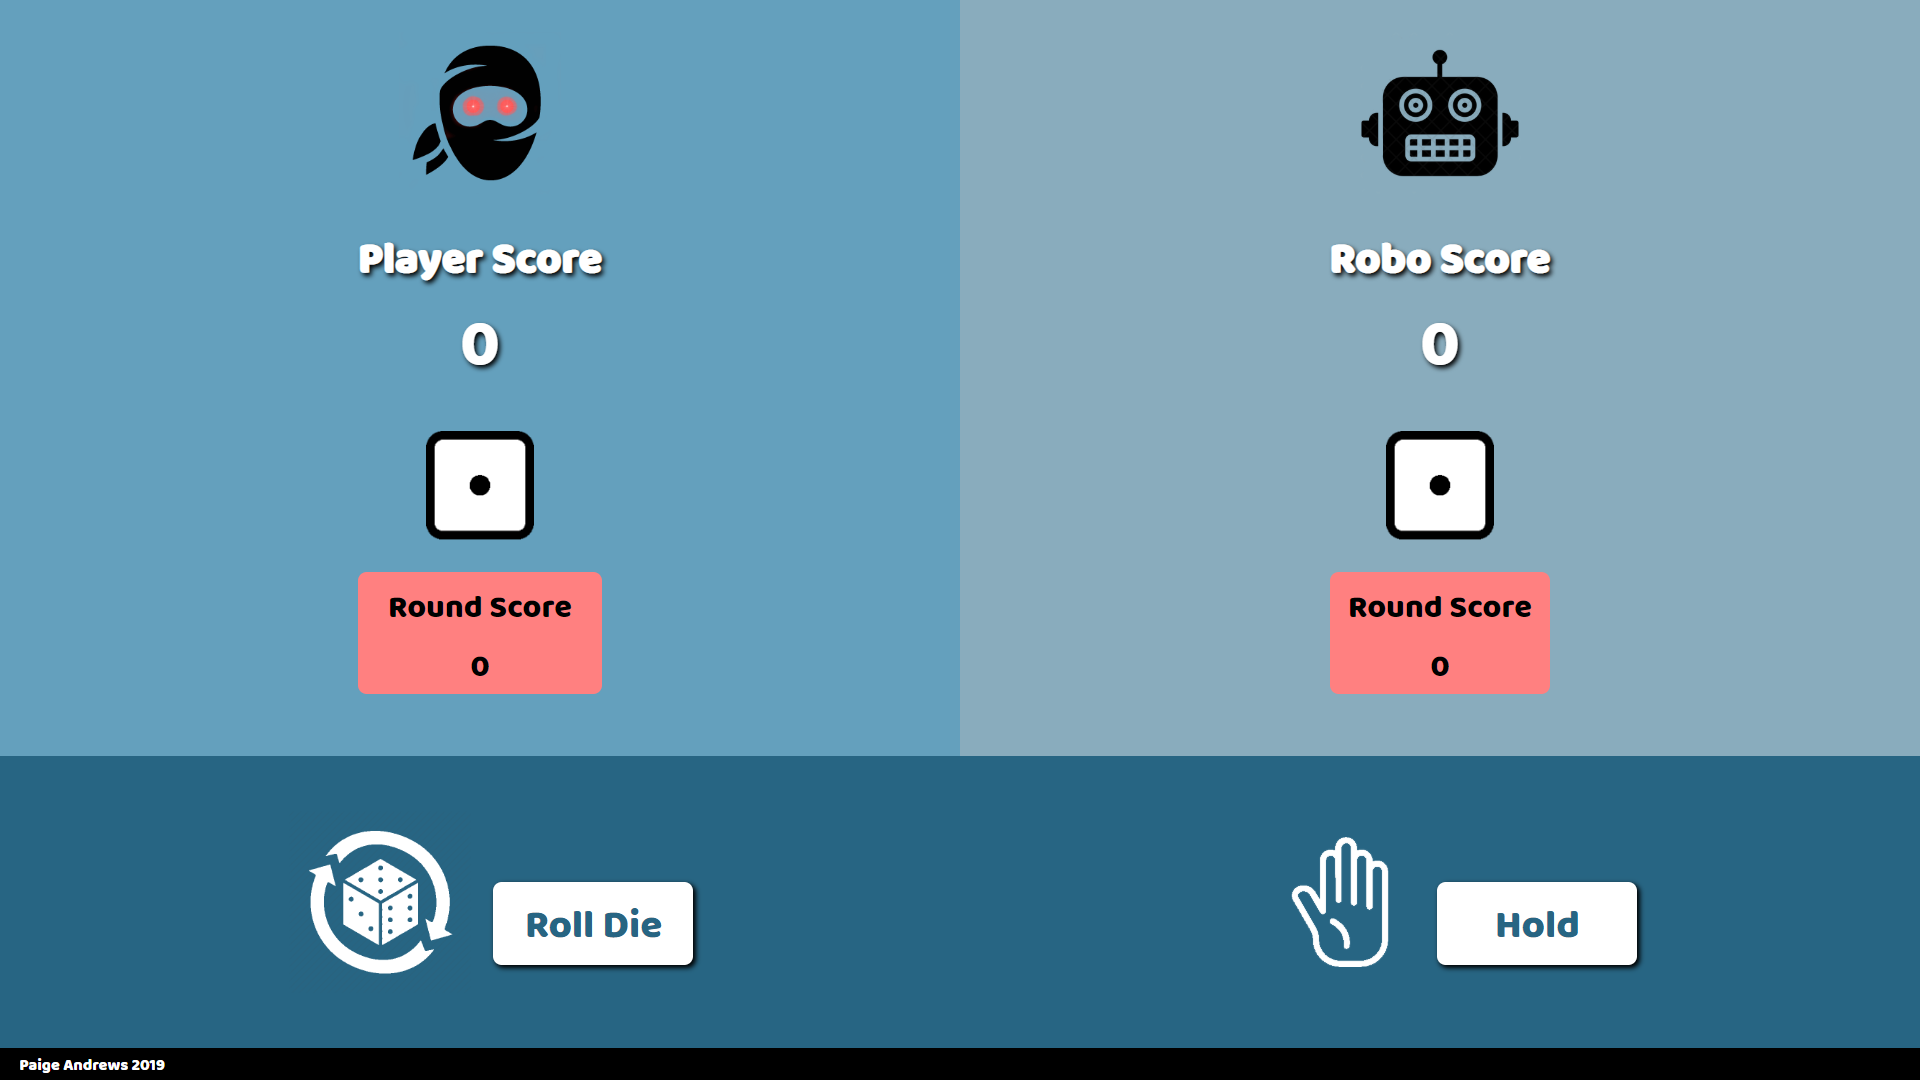 Player Score
0
Round Score
0
Robo Score
0
Round Score
0
Roll Die
Hold
Paige Andrews 2019